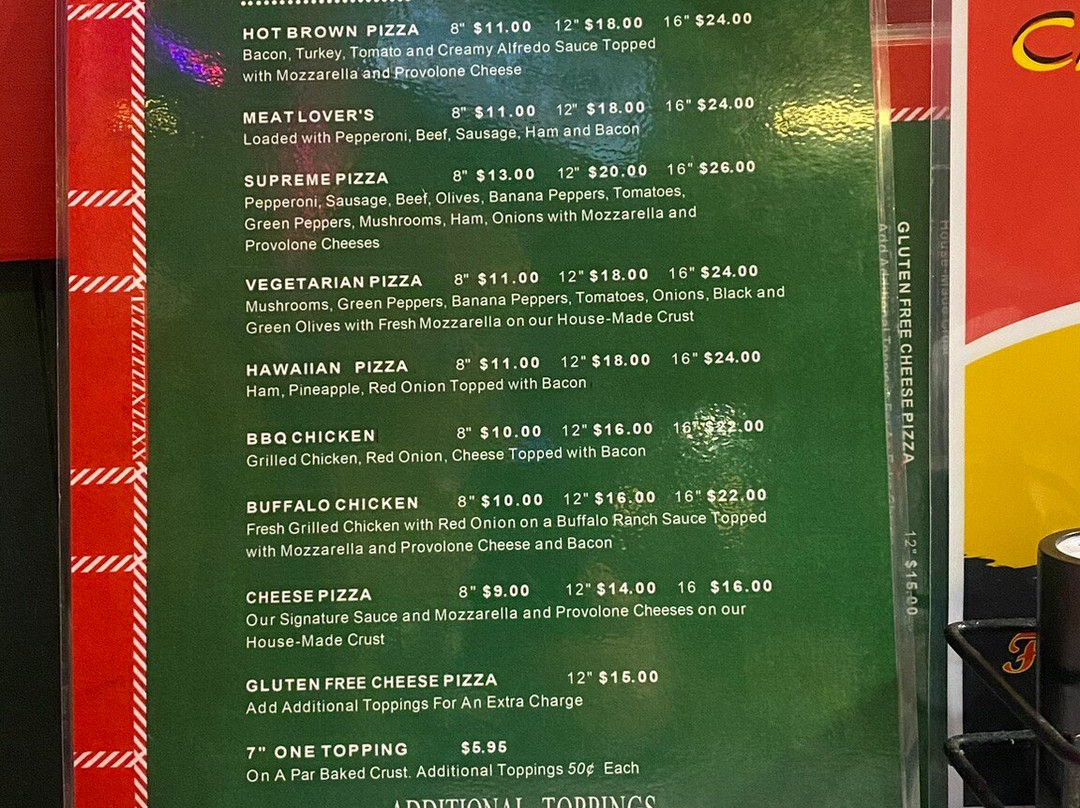 HOT BROWN PIZZA 8" $11.00 12" $18.00 16" $24.00
Bacon, Turkey, Tomato and Creamy Alfredo Sauce Topped
with Mozzarella and Provolone Cheese
MEAT LOVER'S 8" $11.00 12" $18.00 16" $24.00
Loaded with Pepperoni, Beef, Sausage, Ham and Bacon
SUPREME PIZZA 8" $13.00 12" $20.00 16" $26.00
Pepperoni, Sausage, Beef, Olives, Banana Peppers, Tomatoes,
Green Peppers, Mushrooms, Ham, Onions with Mozzarella and
Provolone Cheeses
VEGETARIAN PIZZA 8" $11.00 12" $18.00 16" $24.00
Mushrooms, Green Peppers, Banana Peppers, Tomatoes, Onions, Black and
Green Olives with Fresh Mozzarella on our House-Made Crust
HAWAIIAN PIZZA 8" $11.00 12" $18.00 16" $24.00
Ham, Pineapple, Red Onion Topped with Bacon
BBQ CHICKEN 8" $10.00 12" $16.00 16" $22.00
Grilled Chicken, Red Onion, Cheese Topped with Bacon
BUFFALO CHICKEN 8" $10.00 12" $16.00 16" $22.00
Fresh Grilled Chicken with Red Onion on a Buffalo Ranch Sauce Topped
with Mozzarella and Provolone Cheese and Bacon
CHEESE PIZZA 8" $9.00 12" $14.00 16 $16.00
Our Signature Sauce and Mozzarella and Provolone Cheeses on our
House-Made Crust
GLUTEN FREE CHEESE PIZZA 12" $15.00
Add Additional Toppings For An Extra Charge
7" ONE TOPPING $5.95
On A Par Baked Crust. Additional Toppings 50¢ Each
ADDITIONAL TOPPINGS
House-Made Crust
GLUTEN FREE CHEESE PIZZA 12" $15.00
Add Additional Toppings